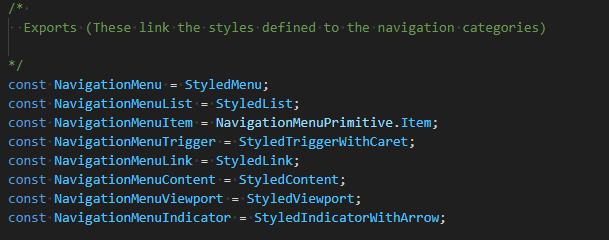 /*
Exports (These link the styles defined to the navigation categories)
*/
const NavigationMenu = StyledMenu;
const NavigationMenuList = StyledList;
const NavigationMenuItem = NavigationMenuPrimitive.Item;
const NavigationMenuTrigger = StyledTriggerWithCaret;
const NavigationMenuLink = StyledLink;
const NavigationMenuContent = StyledContent;
const NavigationMenuViewport = StyledViewport;
const NavigationMenuIndicator = StyledIndicatorWithArrow;